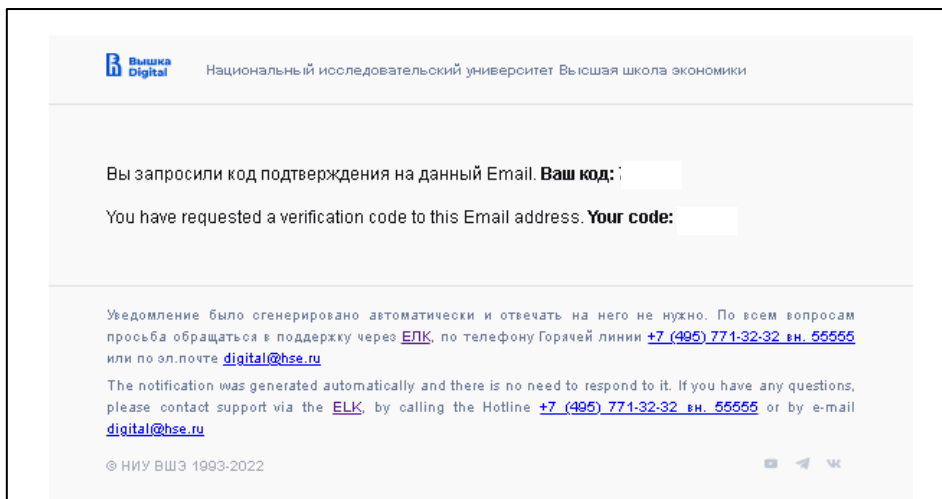 Вышка
Digital
Национальный исследовательский университет Высшая школа экономики
Вы запросили код подтверждения на данный Email. Ваш код:
You have requested a verification code to this Email address. Your code:
Уведомление было сгенерировано автоматически и отвечать на него не нужно. По всем вопросам
просьба обращаться в поддержку через ЕЛК, по телефону Горячей линии +7 (495) 771-32-32 вн. 55555
или по эл.почте digital@hse.ru
The notification was generated automatically and there is no need to respond to it. If you have any questions,
please contact support via the ELK, by calling the Hotline +7 (495) 771-32-32 вн. 55555 or by e-mail
digital@hse.ru
© НИУ ВШЭ 1993-2022